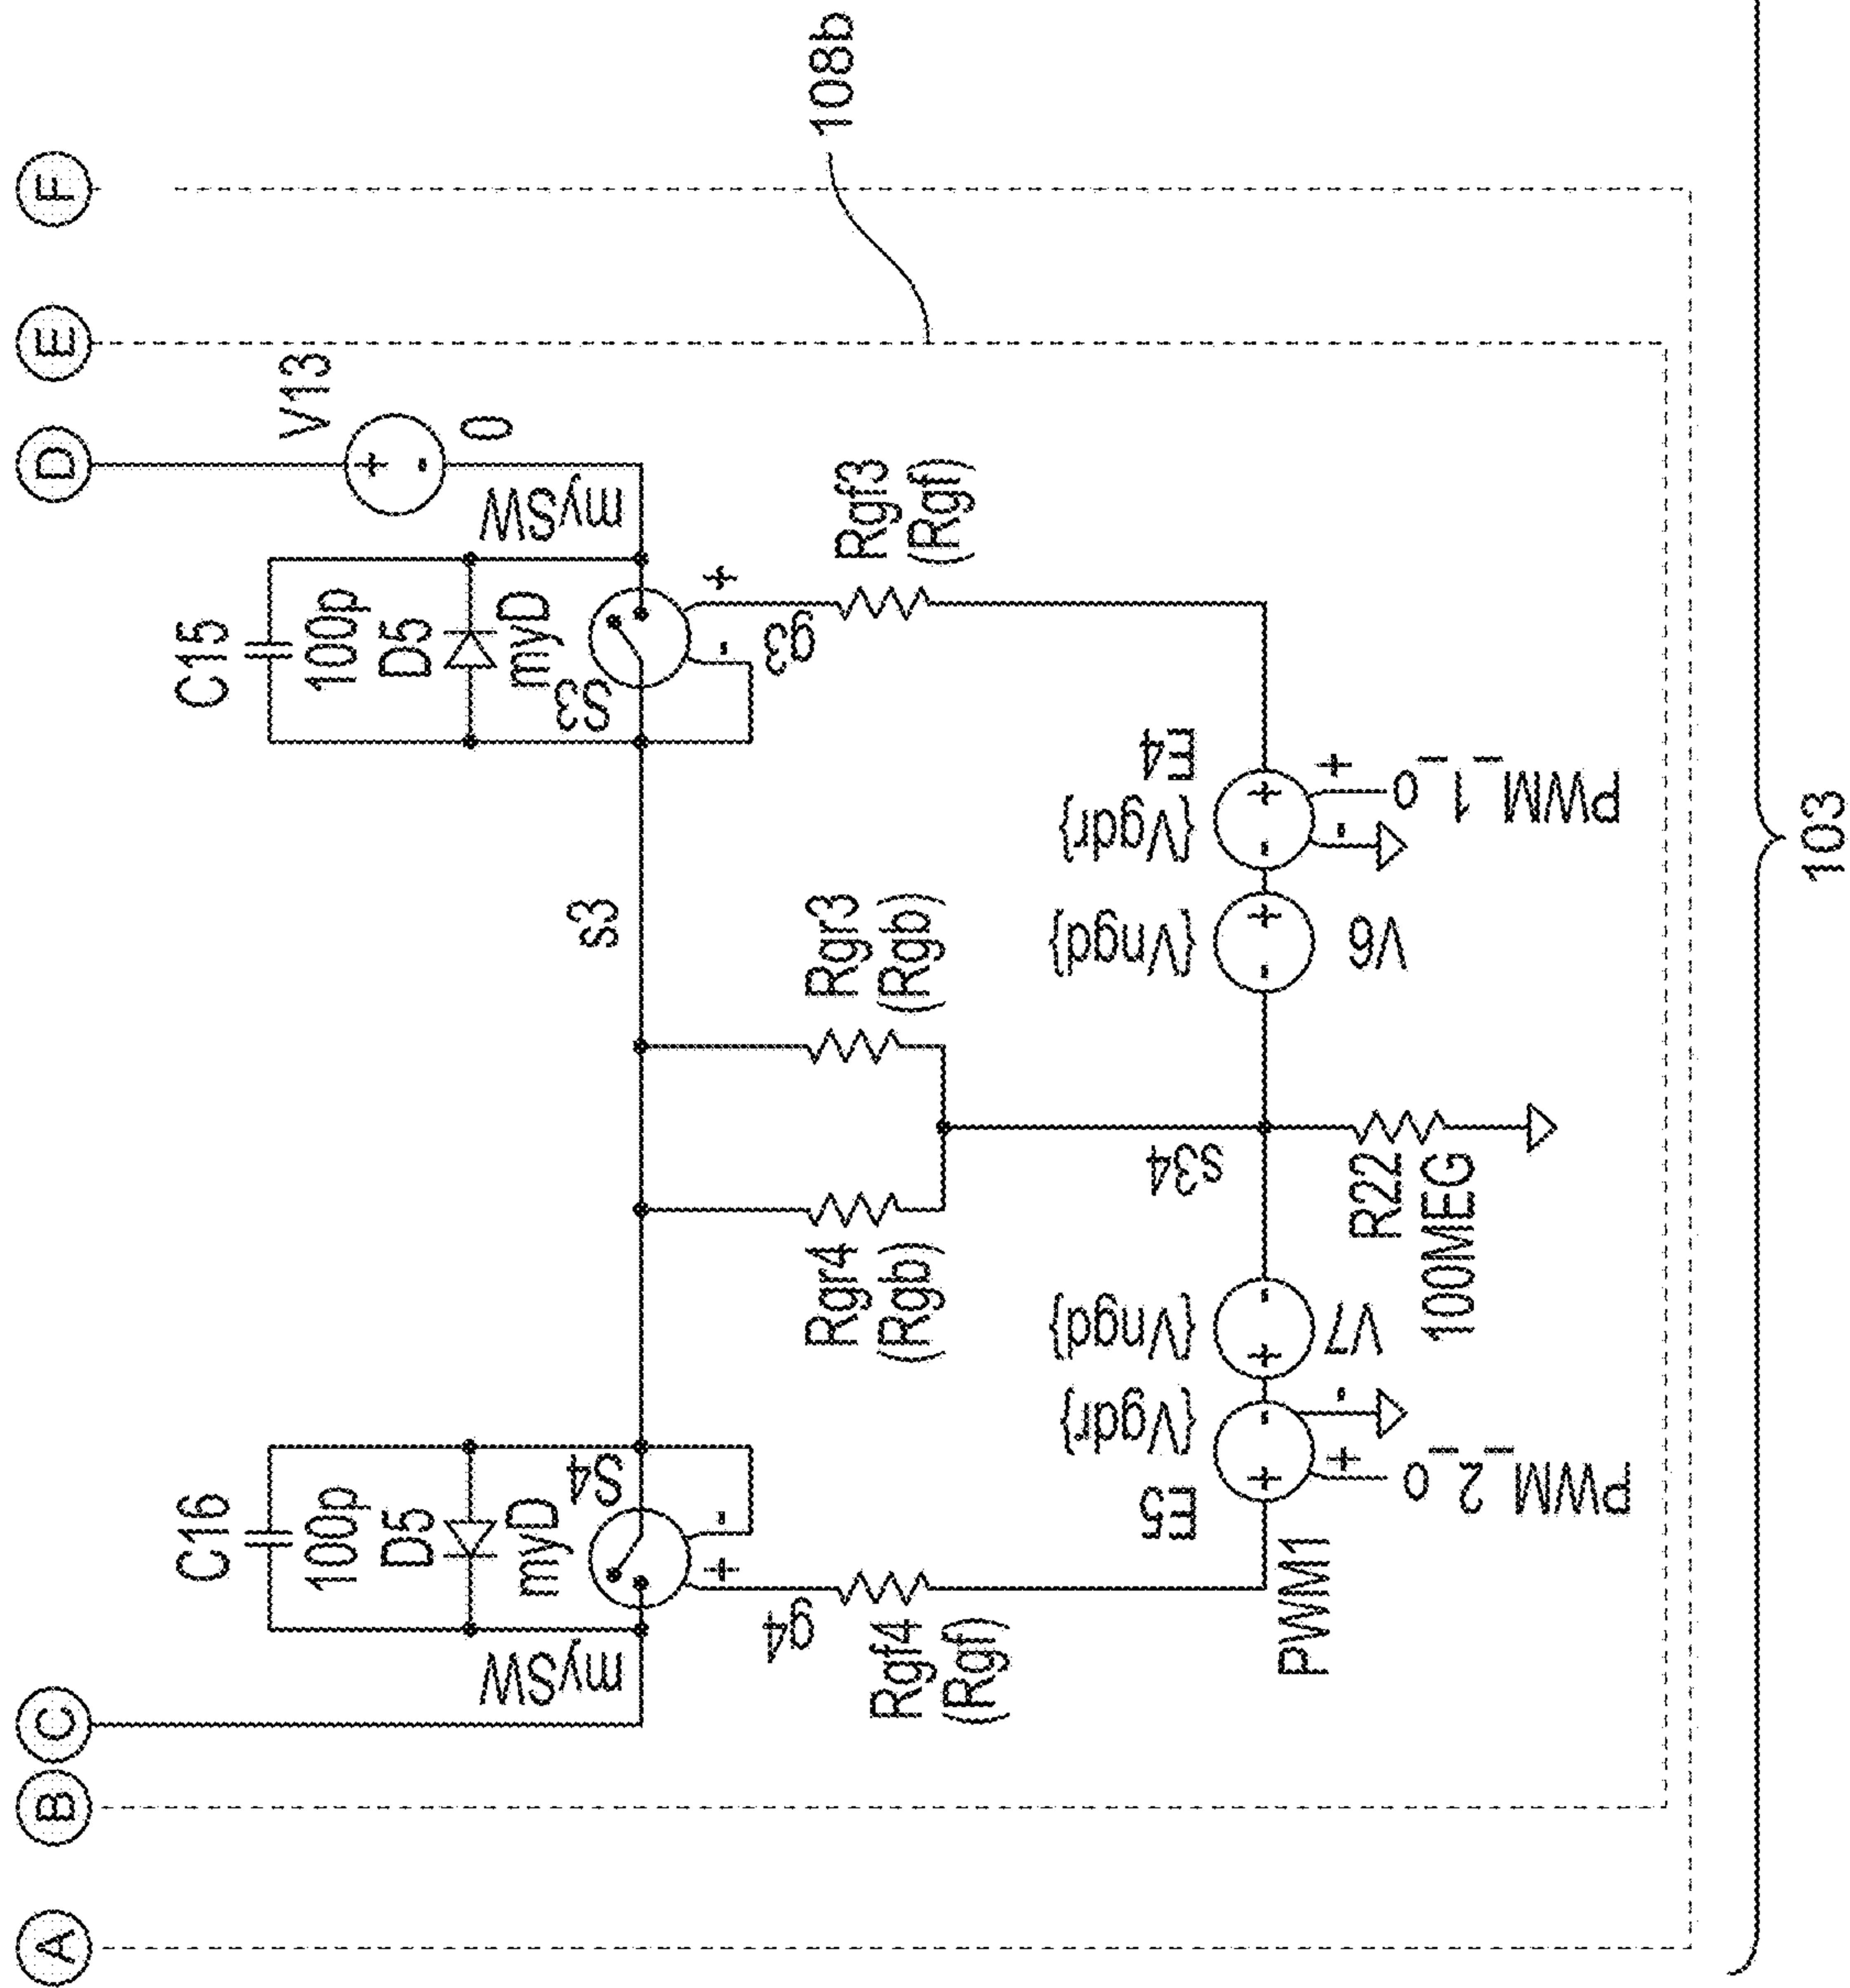 A
B
C
D
E
F
108b
V13
0
mySW
C15
100p
D5
myD
S3
+
-
g3
Rgf3
(Rgf)
s3
Rgr3
(Rgb)
Rgr4
(Rgb)
C16
100p
D5
myD
S4
mySW
+
-
g4
Rgf4
(Rgf)
E4
{Vgdr}
+
-
PWM_1_o
{Vngd}
V6
s34
R22
100MEG
{Vngd}
V7
{Vgdr}
E5
PWM_2_o
PWM1
103